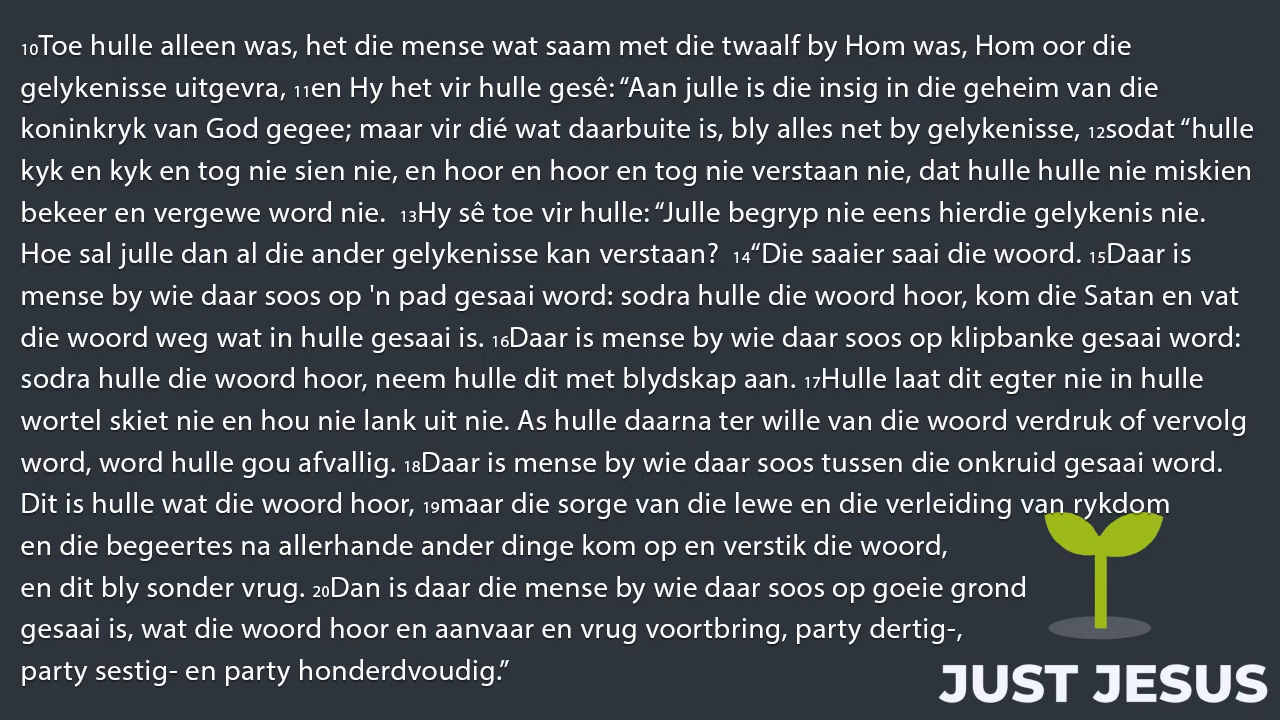 10Toe hulle alleen was, het die mense wat saam met die twaalf by Hom was, Hom oor die
gelykenisse uitgevra, 11en Hy het vir hulle gesê: “Aan julle is die insig in die geheim van die
koninkryk van God gegee; maar vir dié wat daarbuite is, bly alles net by gelykenisse, 12sodat “hulle
kyk en kyk en tog nie sien nie, en hoor en hoor en tog nie verstaan nie, dat hulle hulle nie miskien
bekeer en vergewe word nie. 13Hy sê toe vir hulle: “Julle begryp nie eens hierdie gelykenis nie.
Hoe sal julle dan al die ander gelykenisse kan verstaan? 14“Die saaier saai die woord. 15Daar is
mense by wie daar soos op 'n pad gesaai word: sodra hulle die woord hoor, kom die Satan en vat
die woord weg wat in hulle gesaai is. 16Daar is mense by wie daar soos op klipbanke gesaai word:
sodra hulle die woord hoor, neem hulle dit met blydskap aan. 17Hulle laat dit egter nie in hulle
wortel skiet nie en hou nie lank uit nie. As hulle daarna ter wille van die woord verdruk of vervolg
word, word hulle gou afvallig. 18Daar is mense by wie daar soos tussen die onkruid gesaai word.
Dit is hulle wat die woord hoor, 19maar die sorge van die lewe en die verleiding van rykdom
en die begeertes na allerhande ander dinge kom op en verstik die woord,
en dit bly sonder vrug. 20Dan is daar die mense by wie daar soos op goeie grond
gesaai is, wat die woord hoor en aanvaar en vrug voortbring, party dertig-,
party sestig- en party honderdvoudig.”
JUST JESUS